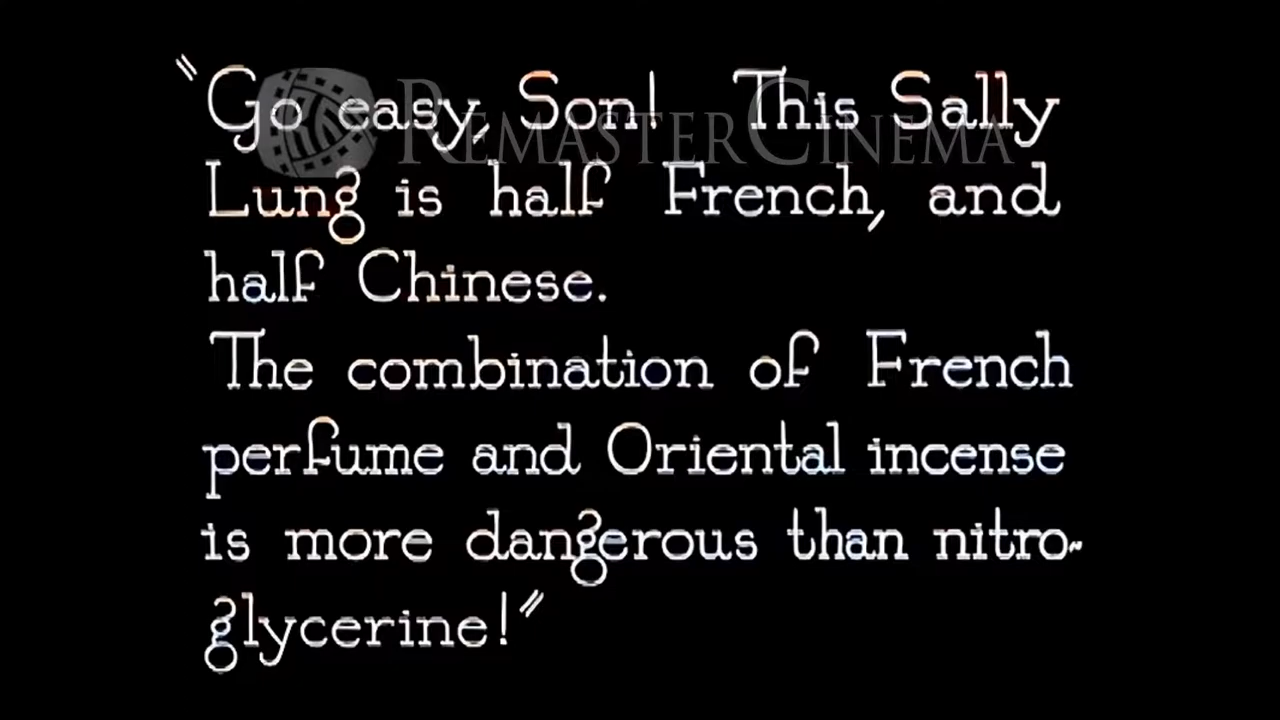 "Go easy, Son! This Sally
REMASTERCINEMA
Lung is half French, and
half Chinese.
The combination of French
perfume and Oriental incense
is more dangerous than nitro-
glycerine!"